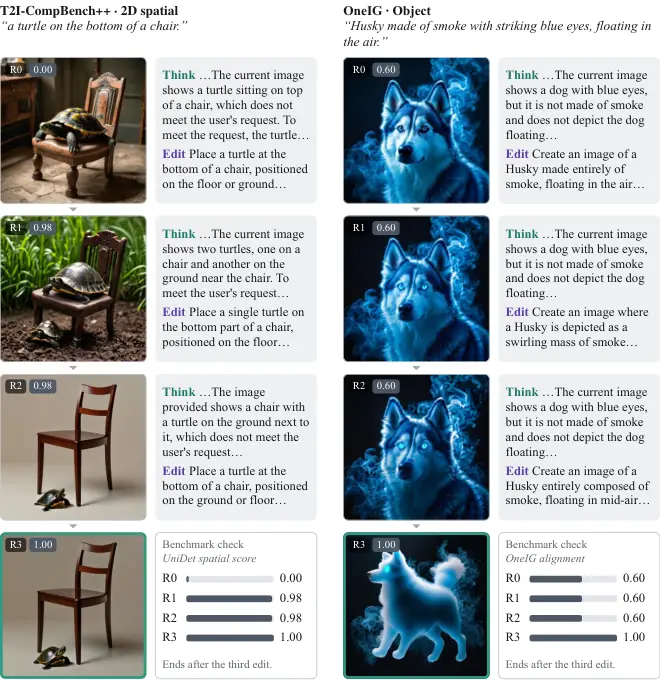 T2I-CompBench++ · 2D spatial
“a turtle on the bottom of a chair.”
R0 0.00
Think …The current image
shows a turtle sitting on top
of a chair, which does not
meet the user's request. To
meet the request, the turtle…
Edit Place a turtle at the
bottom of a chair, positioned
on the floor or ground…
R1 0.98
Think …The current image
shows two turtles, one on a
chair and another on the
ground near the chair. To
meet the user's request…
Edit Place a single turtle on
the bottom part of a chair,
positioned on the floor…
R2 0.98
Think …The image
provided shows a chair with
a turtle on the ground next to
it, which does not meet the
user's request…
Edit Place a turtle at the
bottom of a chair, positioned
on the ground or floor…
R3 1.00
Benchmark check
UniDet spatial score
R0 0.00
R1 0.98
R2 0.98
R3 1.00
Ends after the third edit.
OneIG · Object
“Husky made of smoke with striking blue eyes, floating in
the air.”
R0 0.60
Think …The current image
shows a dog with blue eyes,
but it is not made of smoke
and does not depict the dog
floating…
Edit Create an image of a
Husky made entirely of
smoke, floating in the air…
R1 0.60
Think …The current image
shows a dog with blue eyes,
but it is not made of smoke
and does not depict the dog
floating…
Edit Create an image where
a Husky is depicted as a
swirling mass of smoke…
R2 0.60
Think …The current image
shows a dog with blue eyes,
but it is not made of smoke
and does not depict the dog
floating…
Edit Create an image of a
Husky entirely composed of
smoke, floating in mid-air…
R3 1.00
Benchmark check
OneIG alignment
R0 0.60
R1 0.60
R2 0.60
R3 1.00
Ends after the third edit.